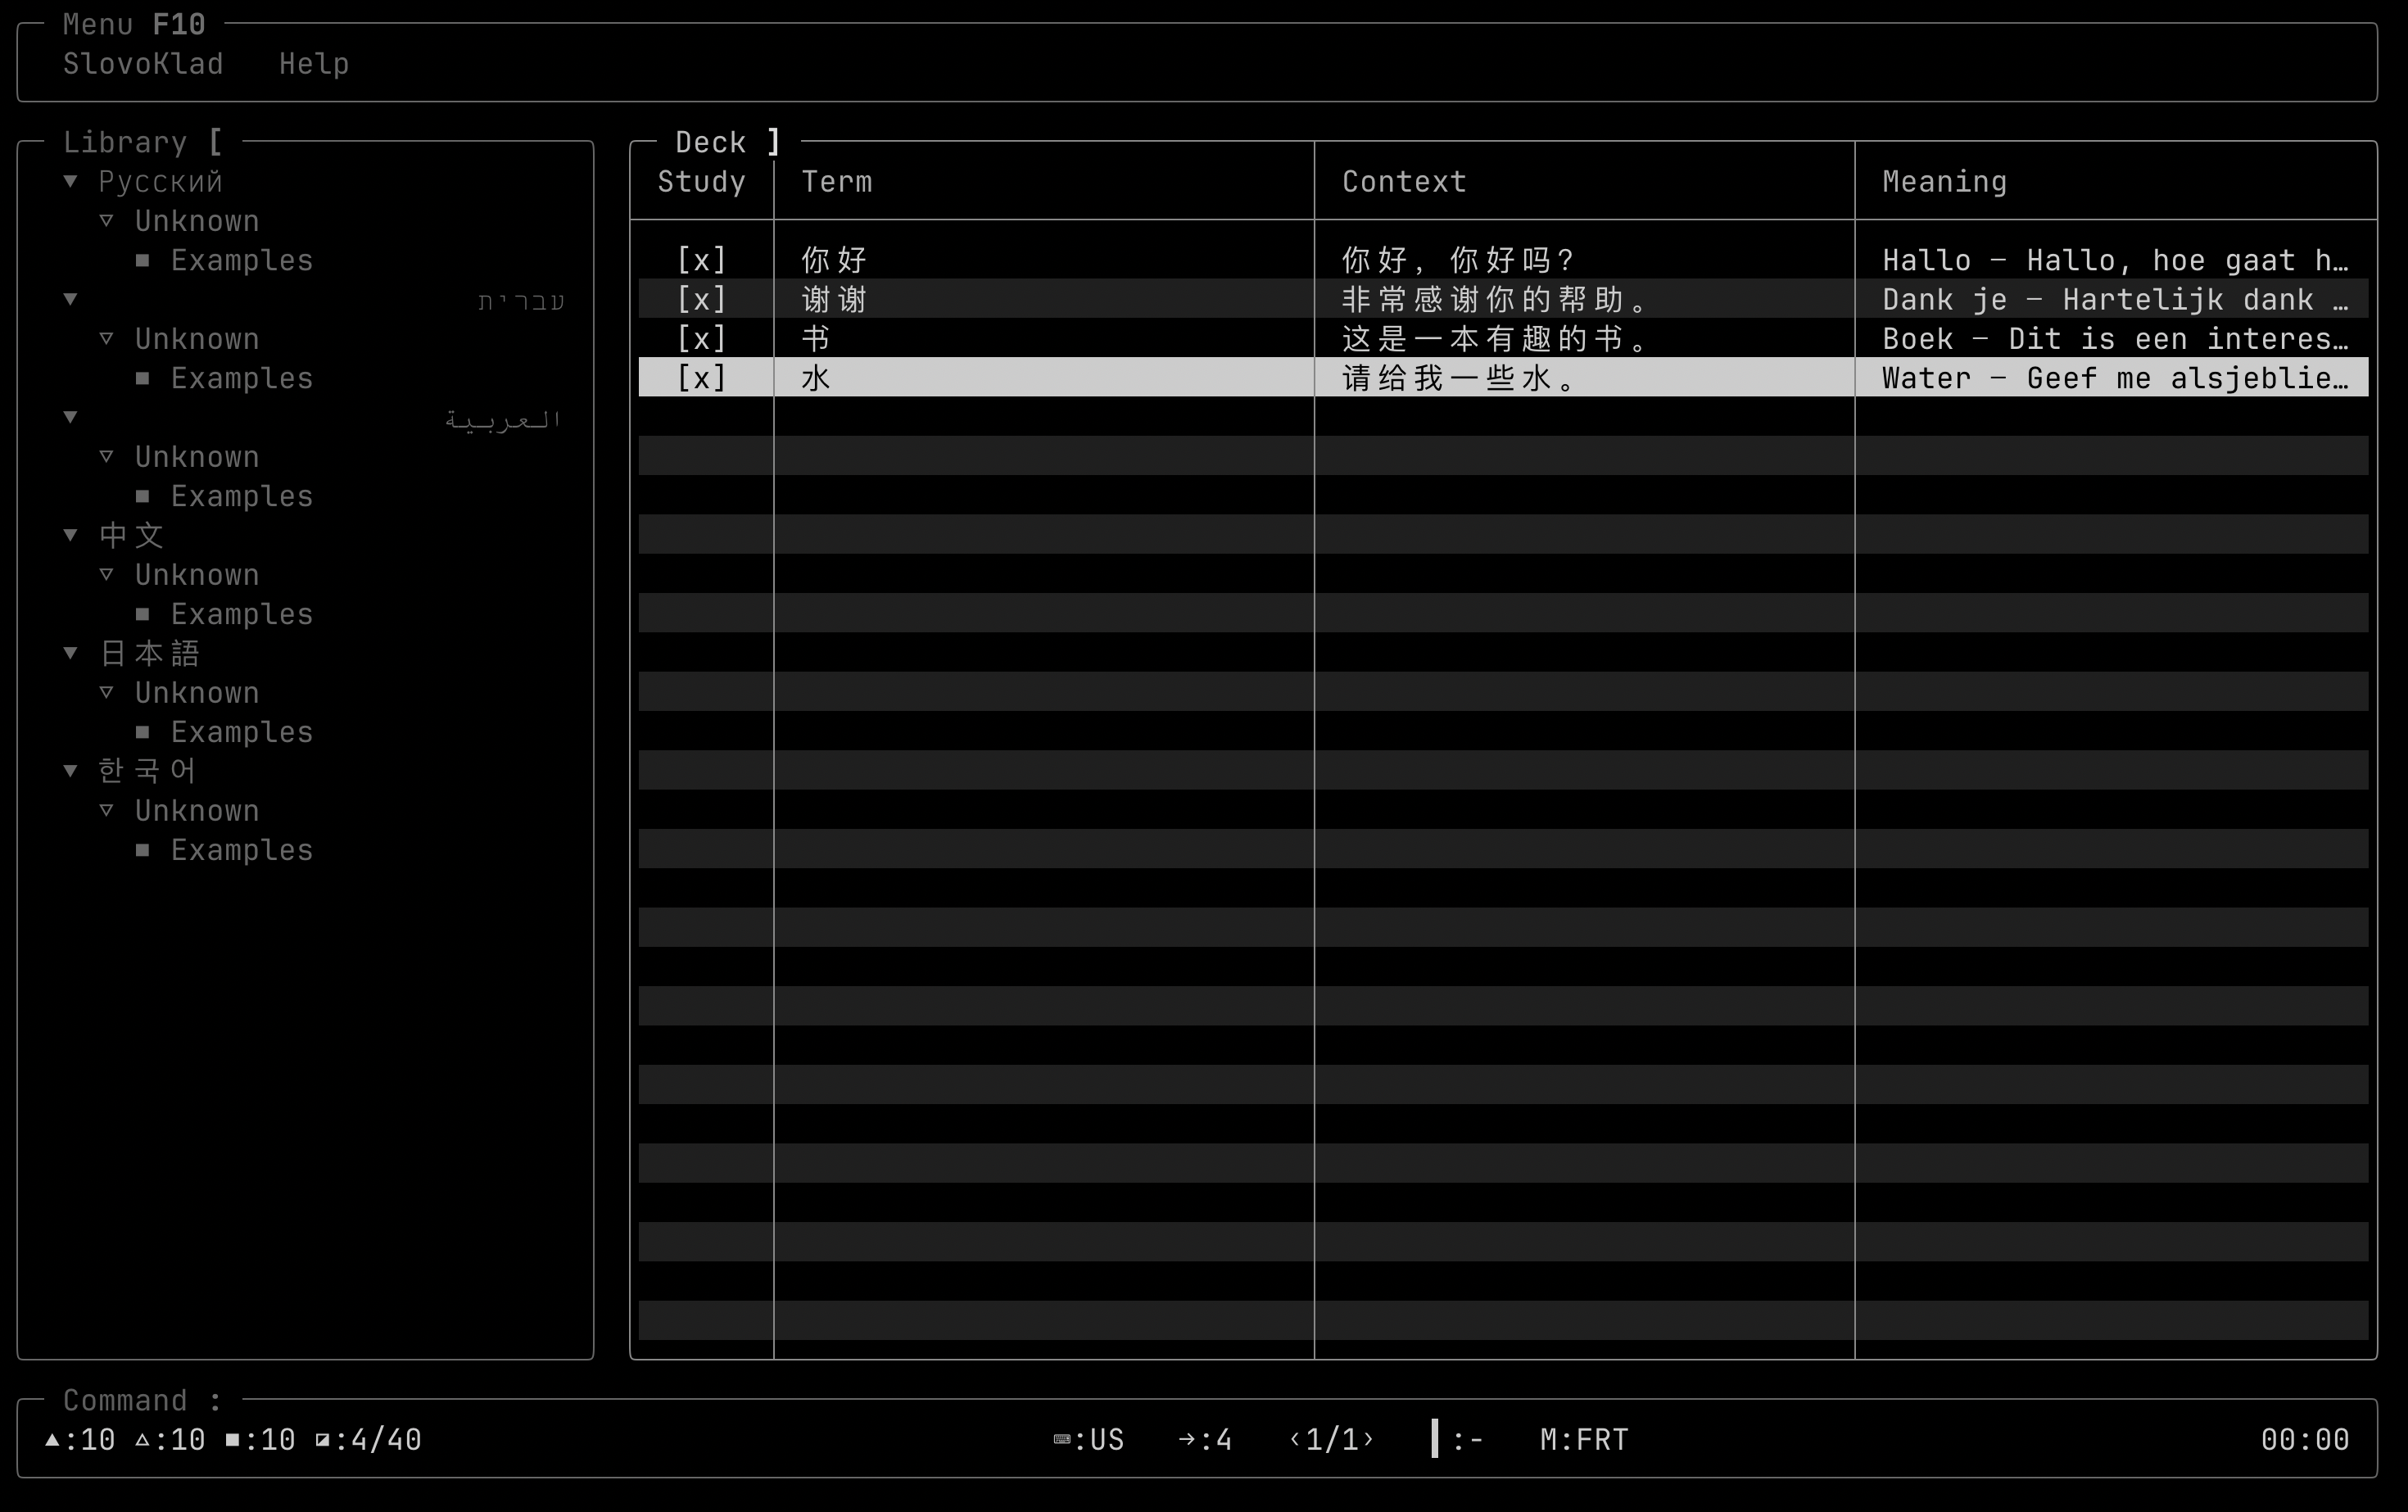 Menu F10
SlovoKlad Help
Library [
▼ Русский
▽ Unknown
■ Examples
▼ עברית
▽ Unknown
■ Examples
▼ العربية
▽ Unknown
■ Examples
▼ 中文
▽ Unknown
■ Examples
▼ 日本語
▽ Unknown
■ Examples
▼ 한국어
▽ Unknown
■ Examples
Deck ]
Study Term Context Meaning
[x] 你好 你好，你好吗？ Hallo — Hallo, hoe gaat h…
[x] 谢谢 非常感谢你的帮助。 Dank je — Hartelijk dank …
[x] 书 这是一本有趣的书。 Boek — Dit is een interes…
[x] 水 请给我一些水。 Water — Geef me alsjeblie…
Command :
▲:10 △:10 ■:10 ◪:4/40 ⌨:US →:4 ‹1/1› ▎:- M:FRT 00:00